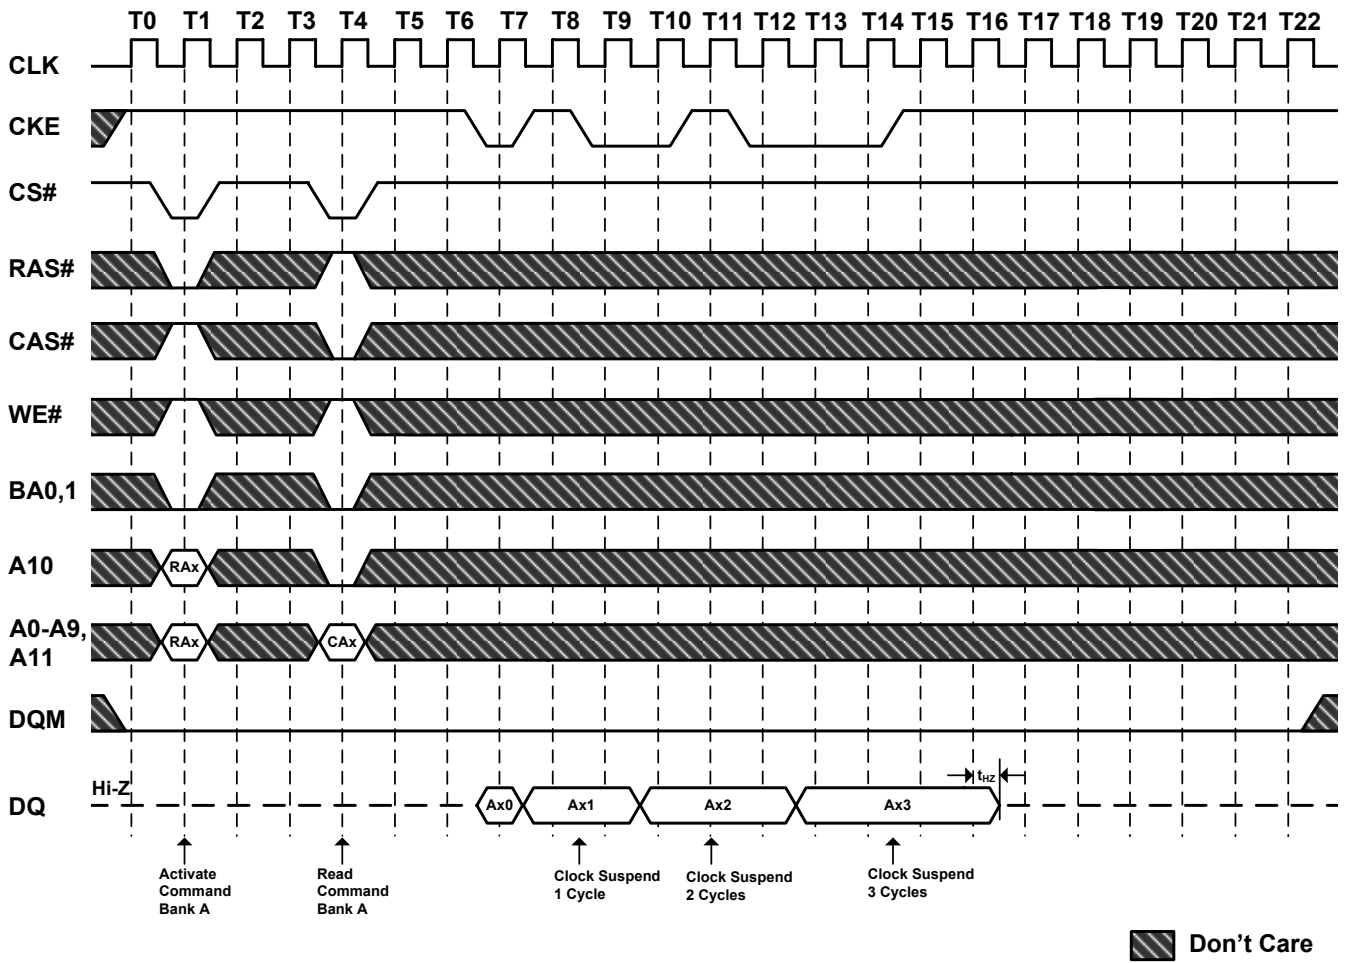 T0 T1 T2 T3 T4 T5 T6 T7 T8 T9 T10 T11 T12 T13 T14 T15 T16 T17 T18 T19 T20 T21 T22
CLK
CKE
CS#
RAS#
CAS#
WE#
BA0,1
A10
RAx
A0-A9,
A11
RAx CAx
DQM
Hi-Z
tHZ
DQ
Ax0 Ax1 Ax2 Ax3
Activate
Command
Bank A
Read
Command
Bank A
Clock Suspend
1 Cycle
Clock Suspend
2 Cycles
Clock Suspend
3 Cycles
Don't Care